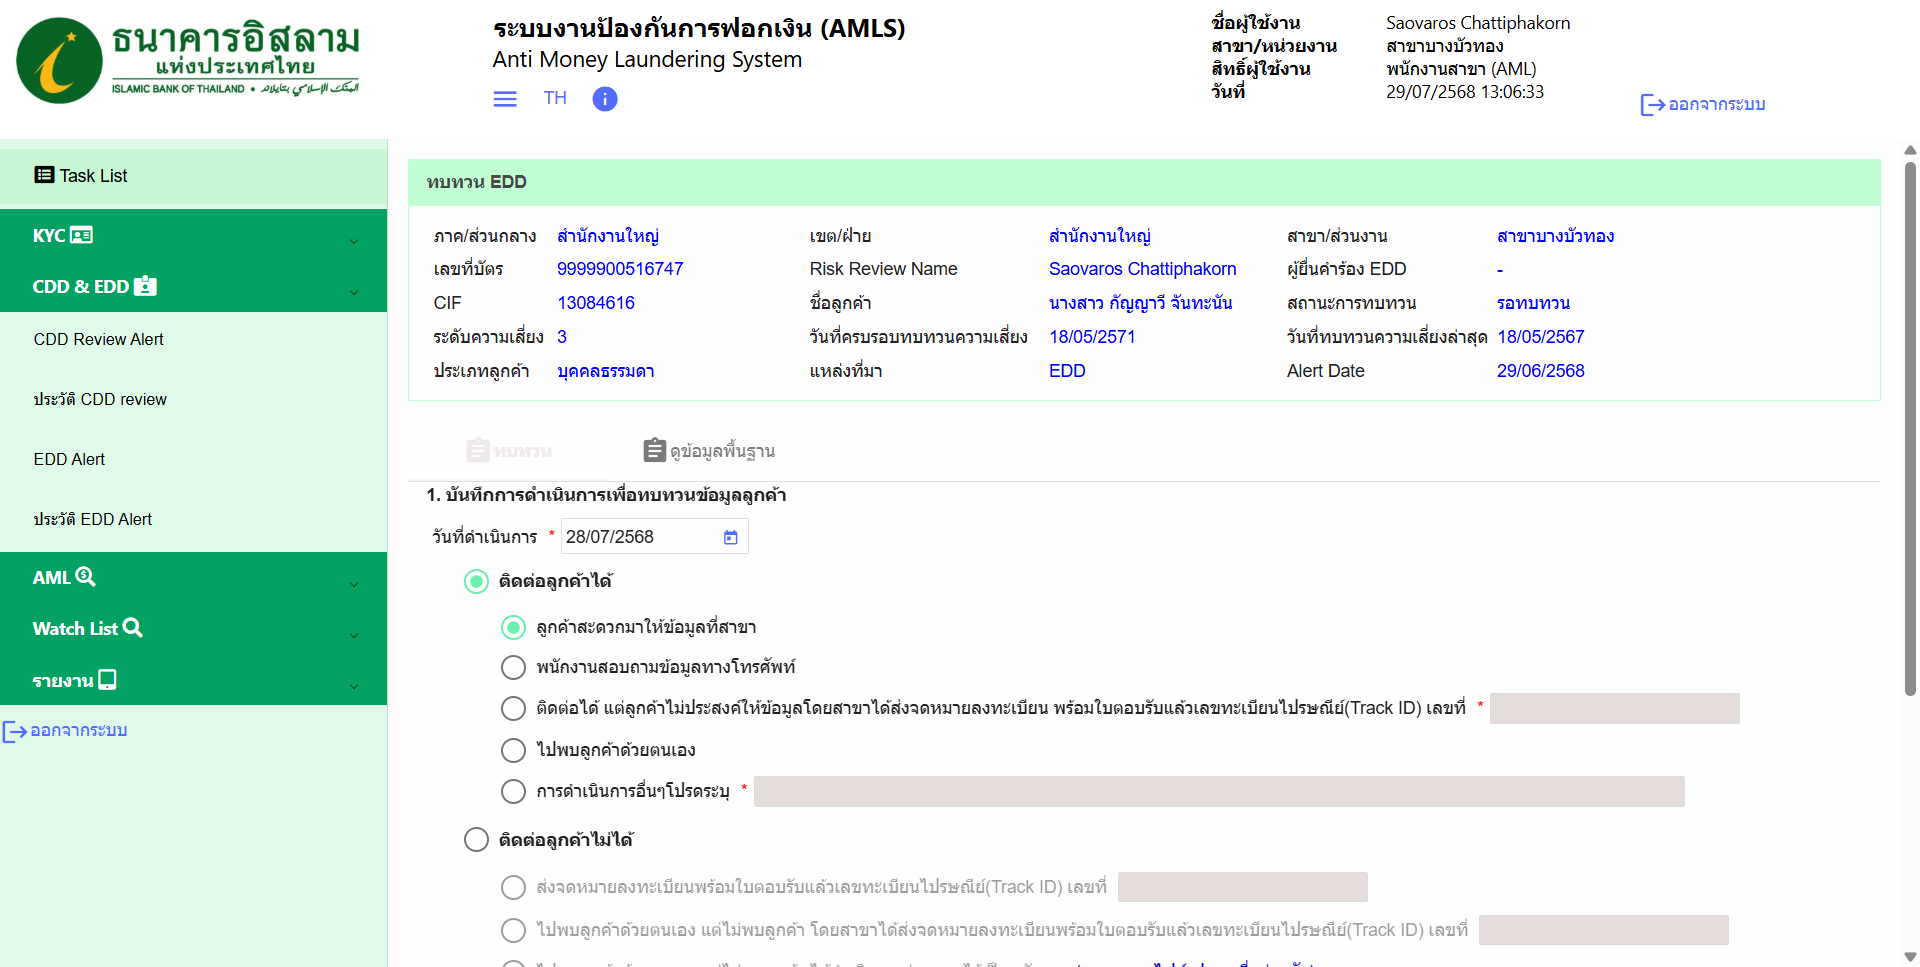 ธนาคารอิสลาม
แห่งประเทศไทย
ISLAMIC BANK OF THAILAND •
ระบบงานป้องกันการฟอกเงิน (AMLS)
Anti Money Laundering System
TH
ชื่อผู้ใช้งาน Saovaros Chattiphakorn
สาขา/หน่วยงาน สาขาบางบัวทอง
สิทธิ์ผู้ใช้งาน พนักงานสาขา (AML)
วันที่ 29/07/2568 13:06:33
ออกจากระบบ
Task List
KYC
CDD & EDD
CDD Review Alert
ประวัติ CDD review
EDD Alert
ประวัติ EDD Alert
AML
Watch List
รายงาน
ออกจากระบบ
ทบทวน EDD
ภาค/ส่วนกลาง สำนักงานใหญ่ เขต/ฝ่าย สำนักงานใหญ่ สาขา/ส่วนงาน สาขาบางบัวทอง
เลขที่บัตร 9999900516747 Risk Review Name Saovaros Chattiphakorn ผู้ยื่นคำร้อง EDD -
CIF 13084616 ชื่อลูกค้า นางสาว กัญญาวี จันทะนัน สถานะการทบทวน รอทบทวน
ระดับความเสี่ยง 3 วันที่ครบรอบทบทวนความเสี่ยง 18/05/2571 วันที่ทบทวนความเสี่ยงล่าสุด 18/05/2567
ประเภทลูกค้า บุคคลธรรมดา แหล่งที่มา EDD Alert Date 29/06/2568
ทบทวน ดูข้อมูลพื้นฐาน
1. บันทึกการดำเนินการเพื่อทบทวนข้อมูลลูกค้า
วันที่ดำเนินการ * 28/07/2568
ติดต่อลูกค้าได้
ลูกค้าสะดวกมาให้ข้อมูลที่สาขา
พนักงานสอบถามข้อมูลทางโทรศัพท์
ติดต่อได้ แต่ลูกค้าไม่ประสงค์ให้ข้อมูลโดยสาขาได้ส่งจดหมายลงทะเบียน พร้อมใบตอบรับแล้วเลขทะเบียนไปรษณีย์(Track ID) เลขที่ *
ไปพบลูกค้าด้วยตนเอง
การดำเนินการอื่นๆโปรดระบุ *
ติดต่อลูกค้าไม่ได้
ส่งจดหมายลงทะเบียนพร้อมใบตอบรับแล้วเลขทะเบียนไปรษณีย์(Track ID) เลขที่
ไปพบลูกค้าด้วยตนเอง แต่ไม่พบลูกค้า โดยสาขาได้ส่งจดหมายลงทะเบียนพร้อมใบตอบรับแล้วเลขทะเบียนไปรษณีย์(Track ID) เลขที่